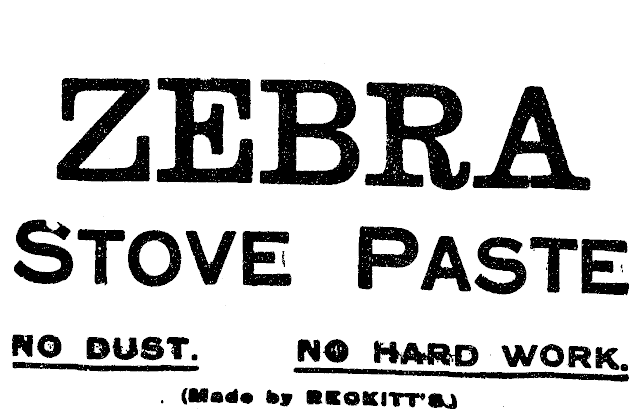 ZEBRA
STOVE PASTE
NO DUST. NO HARD WORK.
(Made by RECKITT'S.)